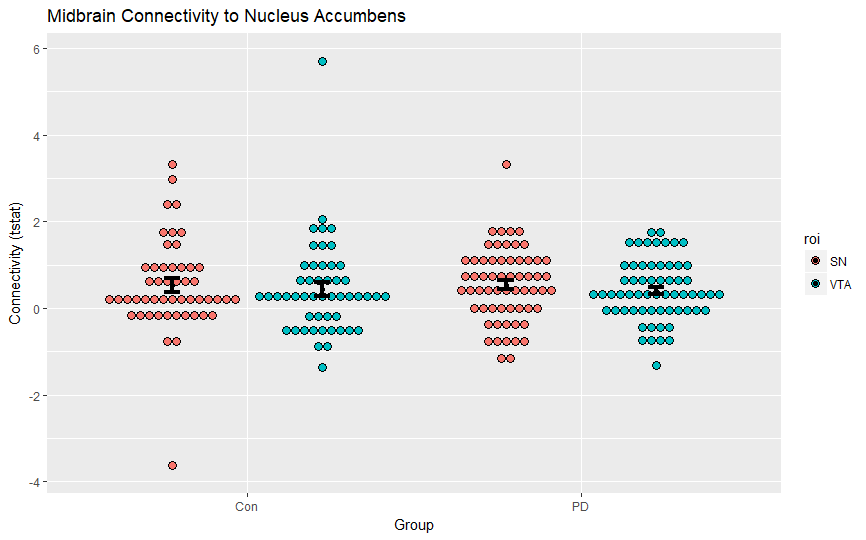 Midbrain Connectivity to Nucleus Accumbens
Connectivity (tstat)
6
4
2
0
-2
-4
Con
PD
Group
roi
SN
VTA